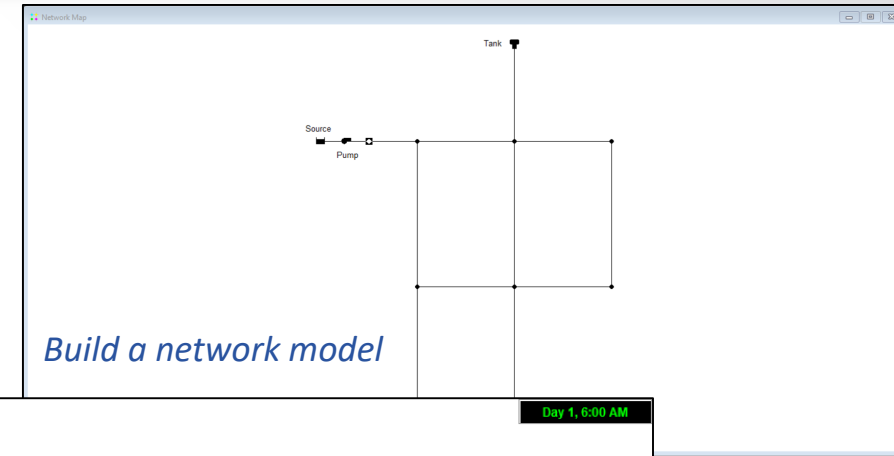 Network Map
Tank
Source
Pump
Build a network model
Day 1, 6:00 AM